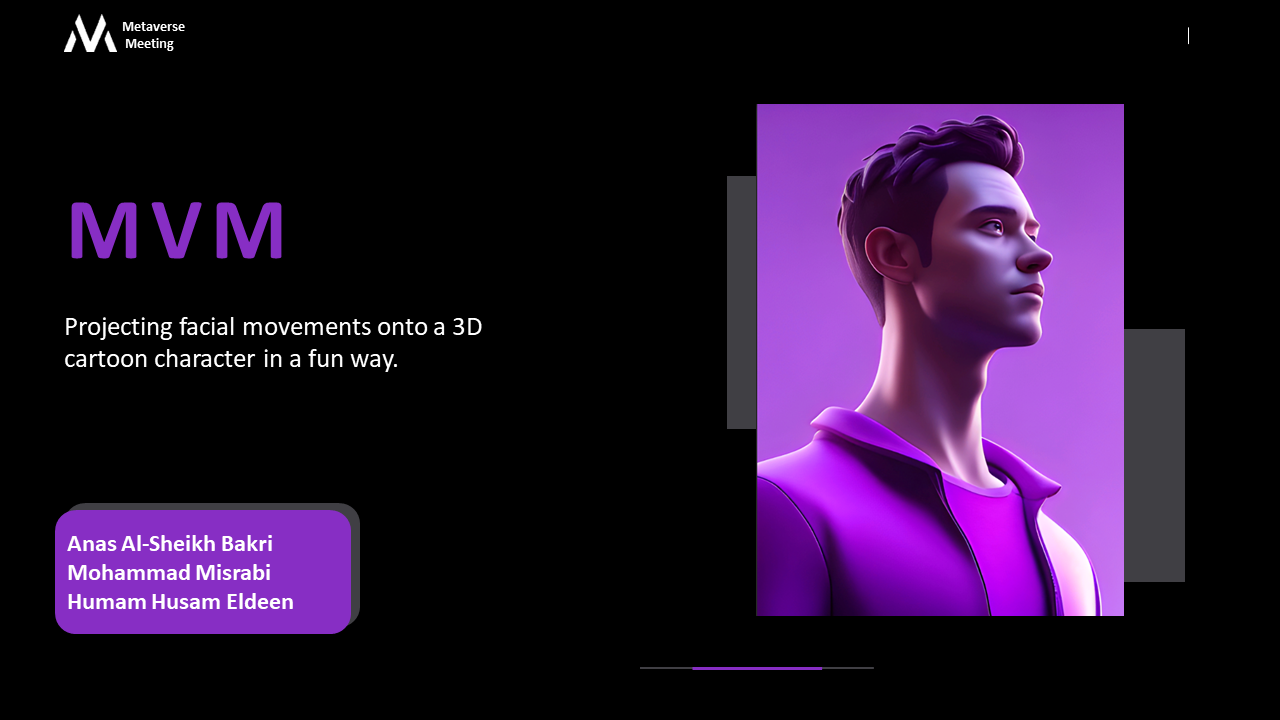 Metaverse
Meeting
MVM
Projecting facial movements onto a 3D
cartoon character in a fun way.
Anas Al-Sheikh Bakri
Mohammad Misrabi
Humam Husam Eldeen